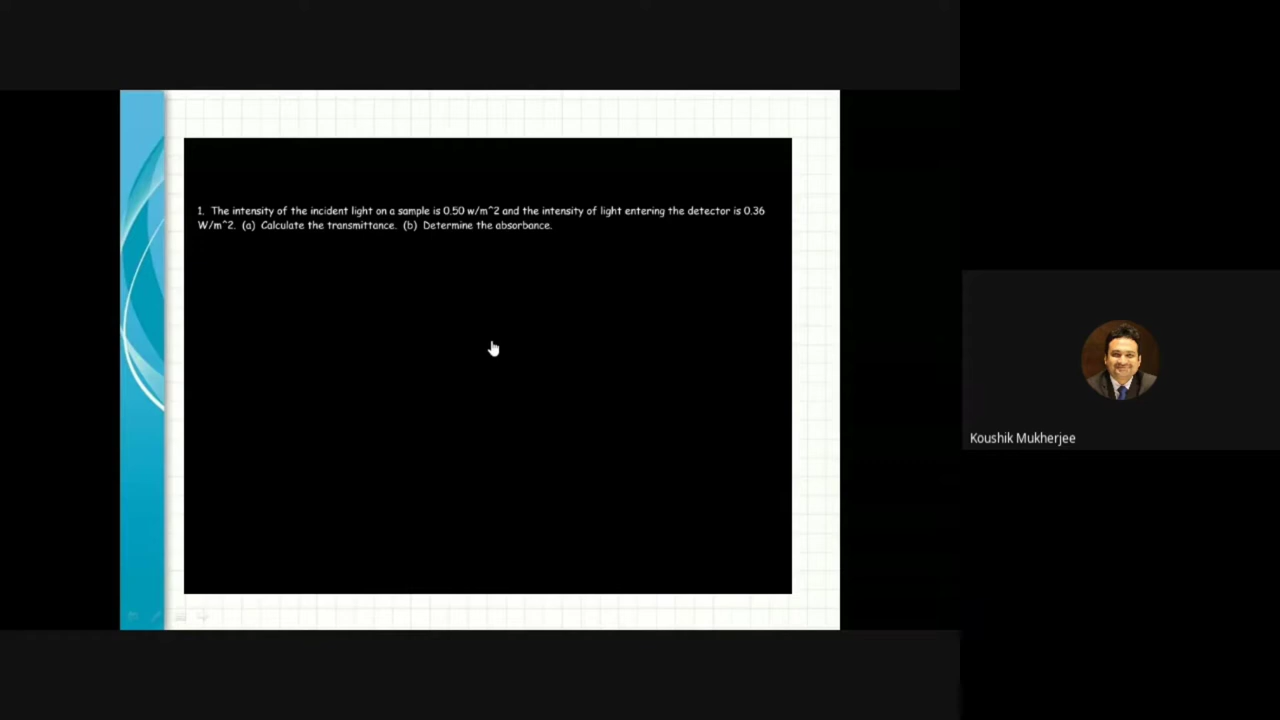 1. The intensity of the incident light on a sample is 0.50 w/m^2 and the intensity of light entering the detector is 0.36
W/m^2. (a) Calculate the transmittance. (b) Determine the absorbance.
Koushik Mukherjee